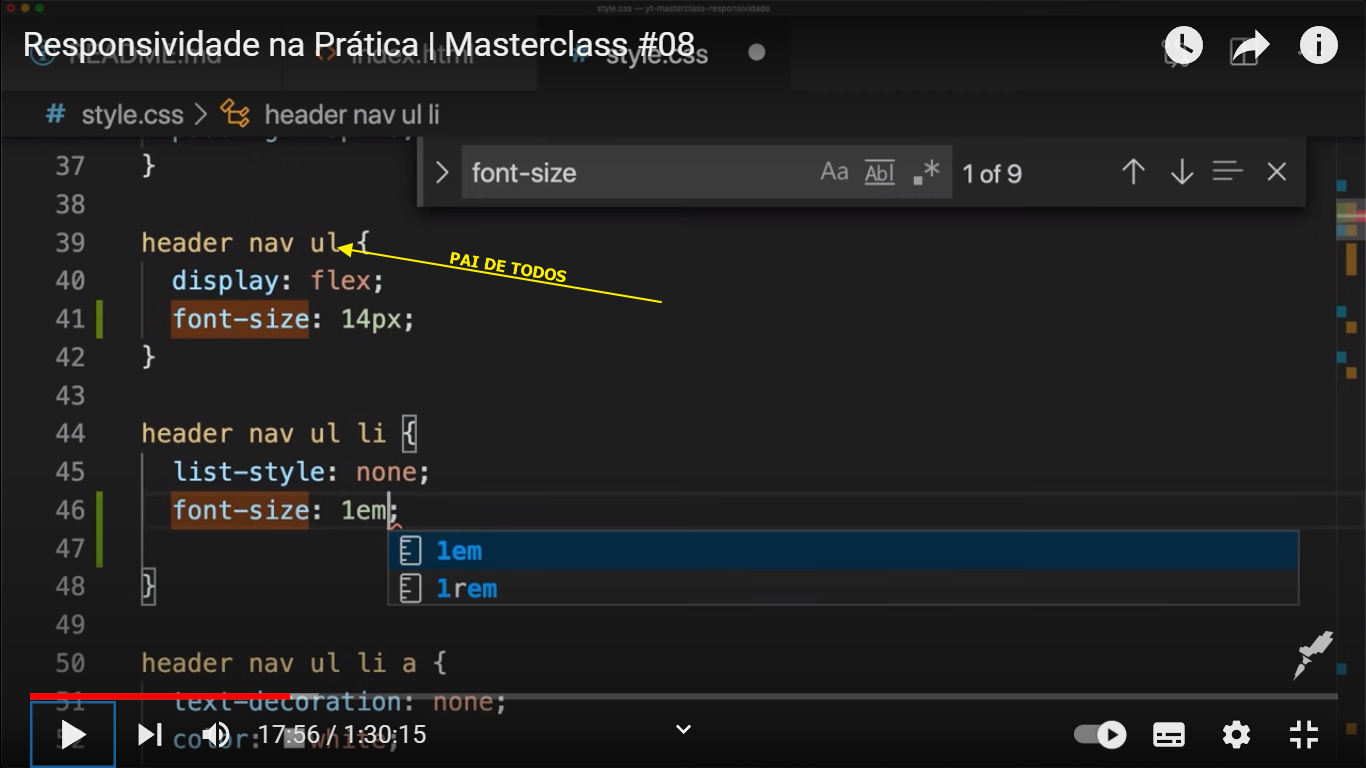 style.css — yt-masterclass-responsividade
Responsividade na Prática | Masterclass #08
README.md index.html # style.css
# style.css > header nav ul li
font-size Aa Abl .* 1 of 9
37 }
38
39 header nav ul {
PAI DE TODOS
40 display: flex;
41 font-size: 14px;
42 }
43
44 header nav ul li {
45 list-style: none;
46 font-size: 1em;
47 1em
1rem
48 }
49
50 header nav ul li a {
51 text-decoration: none;
52 color: white;
17:56 / 1:30:15